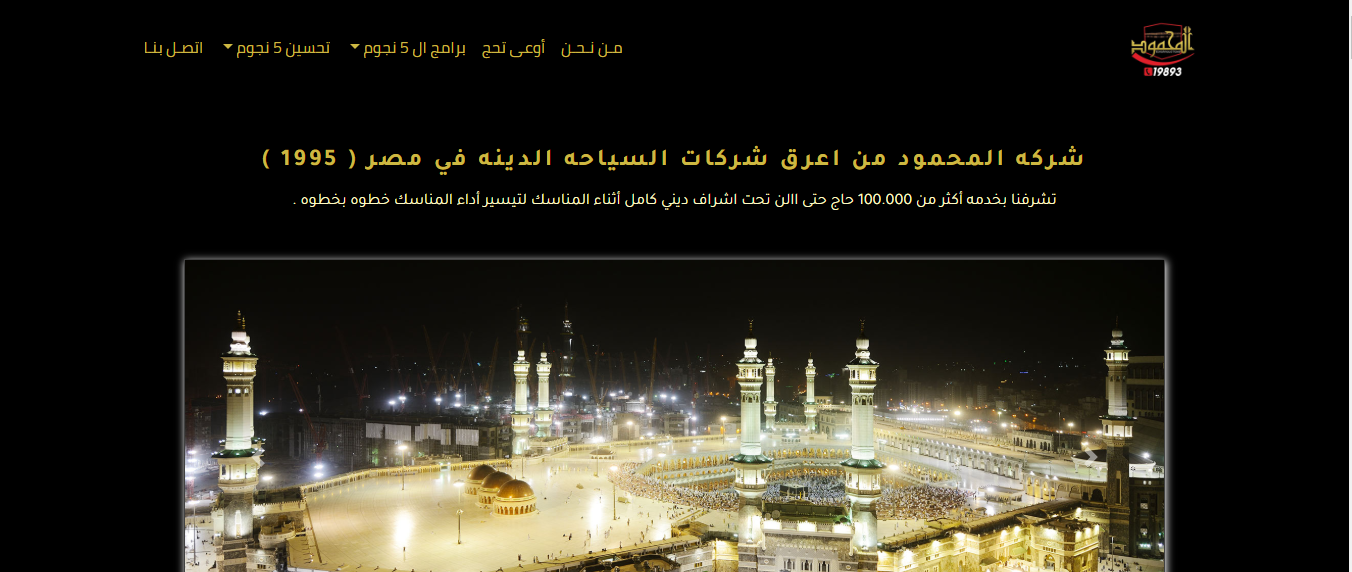 المحمود
19893
مـن نـحـن
أوعى تحج
برامج ال 5 نجوم
تحسين 5 نجوم
اتصـل بنـا
شركه المحمود من اعرق شركات السياحه الدينه في مصر ( 1995 )
تشرفنا بخدمه أكثر من 100.000 حاج حتى االن تحت اشراف ديني كامل أثناء المناسك لتيسير أداء المناسك خطوه بخطوه .